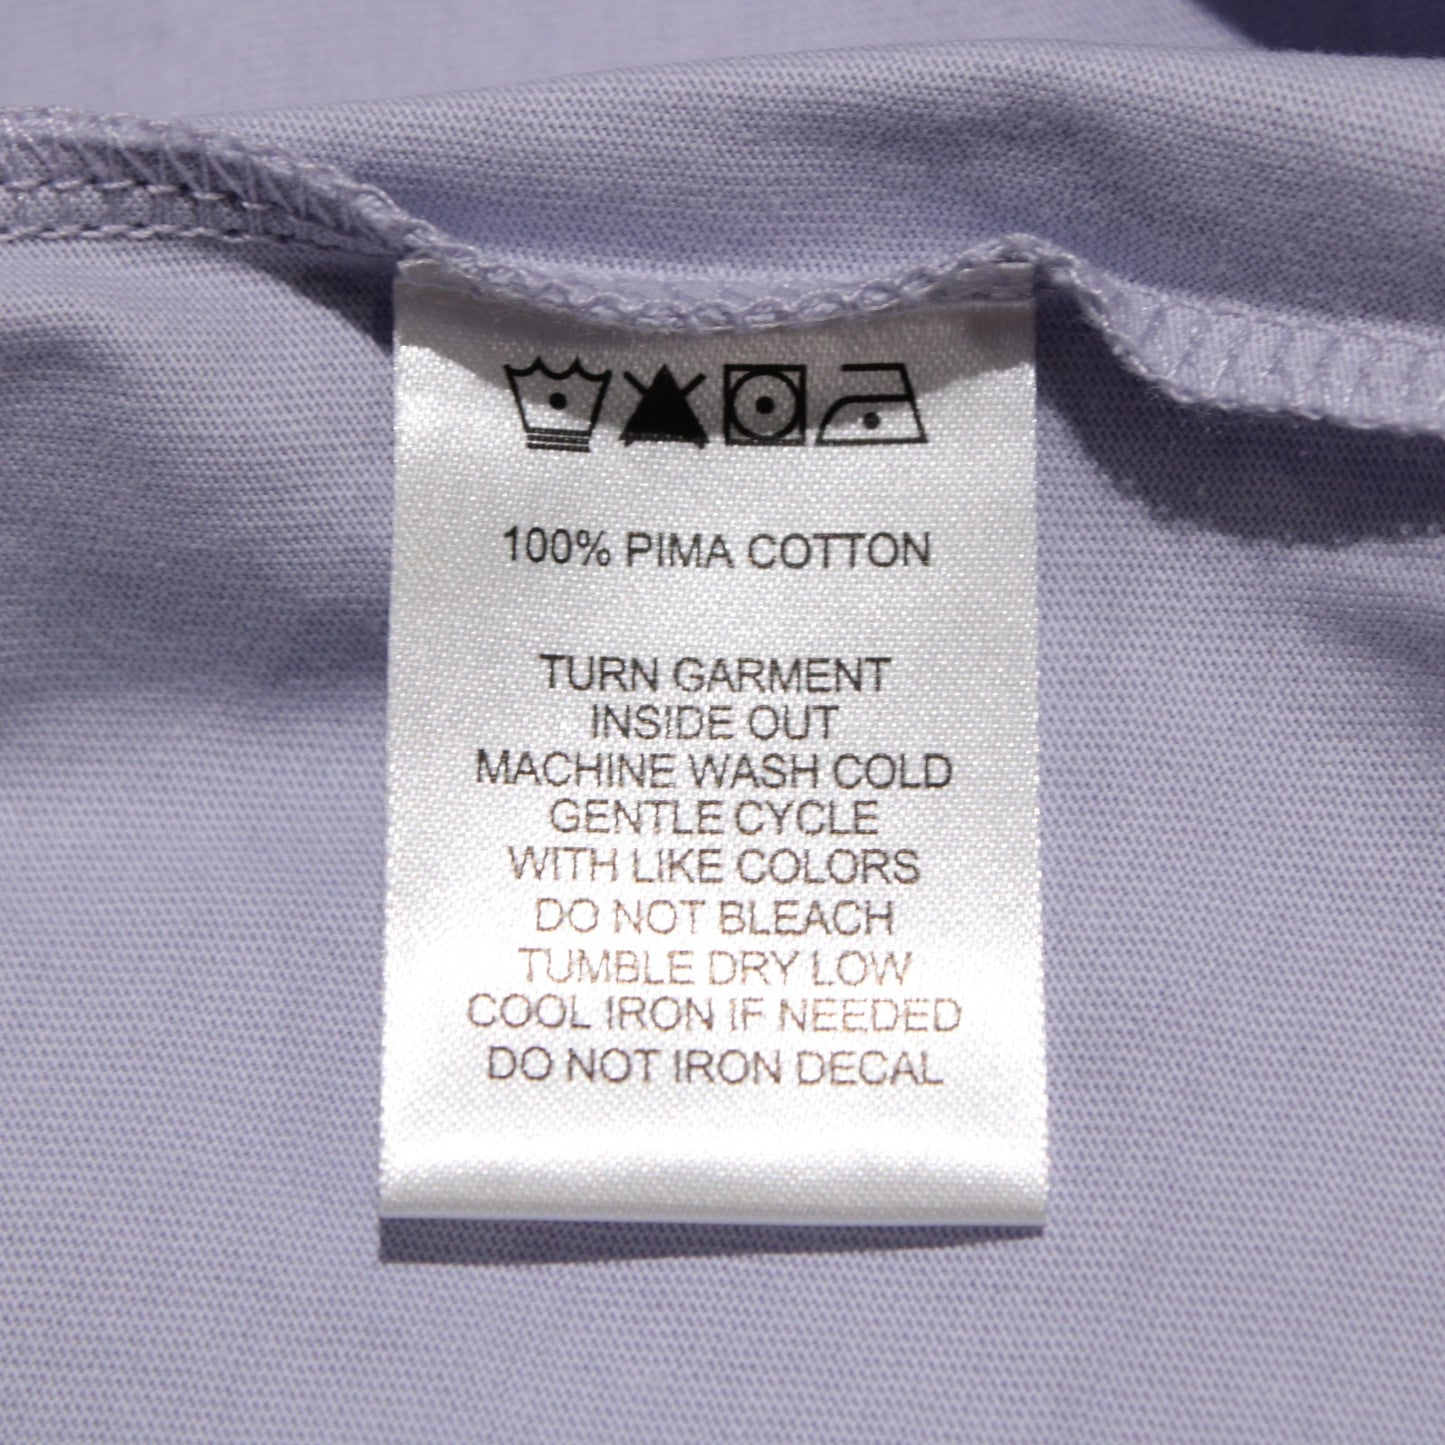 100% PIMA COTTON
TURN GARMENT
INSIDE OUT
MACHINE WASH COLD
GENTLE CYCLE
WITH LIKE COLORS
DO NOT BLEACH
TUMBLE DRY LOW
COOL IRON IF NEEDED
DO NOT IRON DECAL